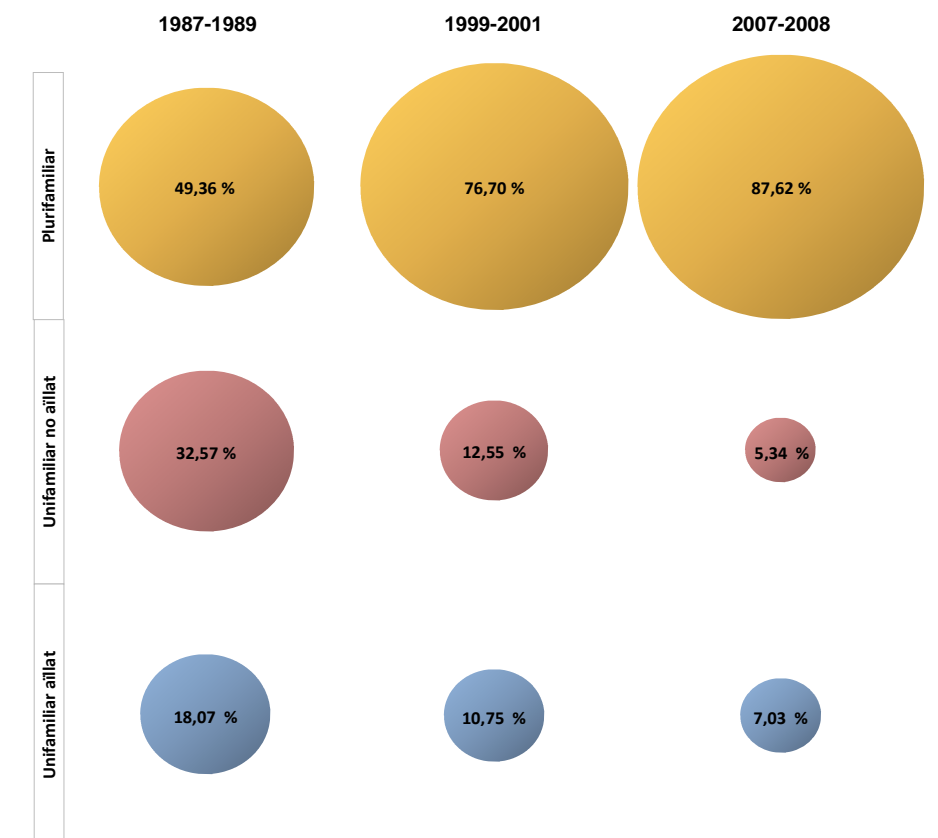 1987-1989 1999-2001 2007-2008
Plurifamiliar
49,36 % 76,70 % 87,62 %
Unifamiliar no aïllat
32,57 % 12,55 % 5,34 %
Unifamiliar aïllat
18,07 % 10,75 % 7,03 %